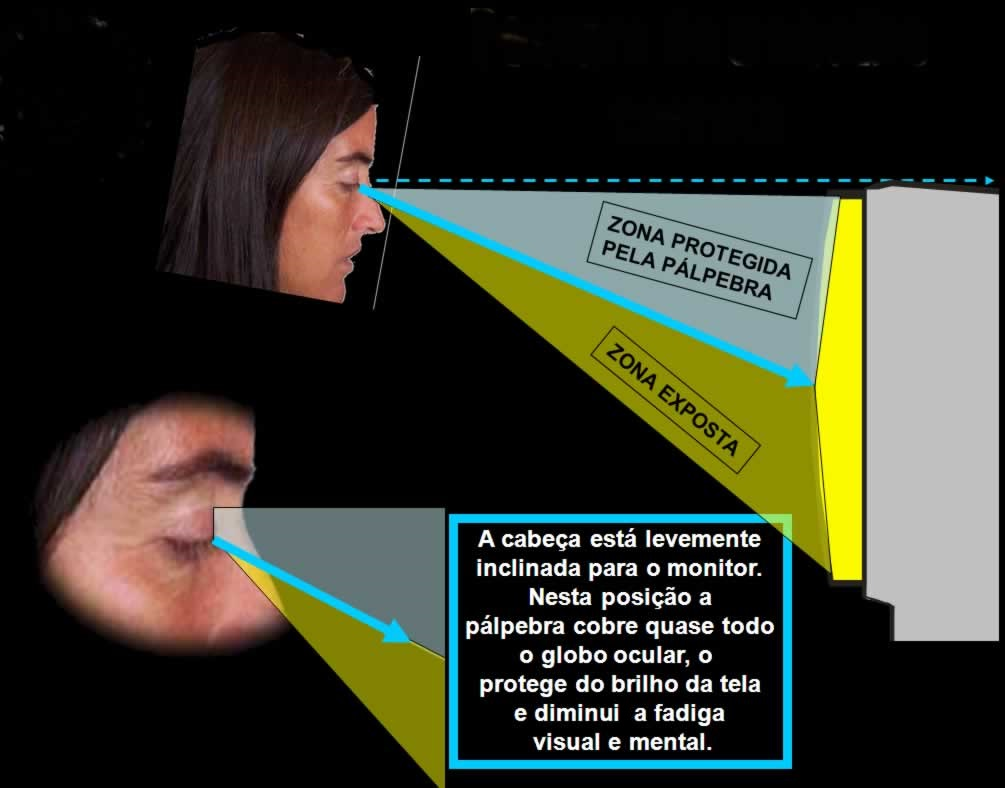 ZONA PROTEGIDA
PELA PÁLPEBRA
ZONA EXPOSTA
A cabeça está levemente
inclinada para o monitor.
Nesta posição a
pálpebra cobre quase todo
o globo ocular, o
protege do brilho da tela
e diminui a fadiga
visual e mental.